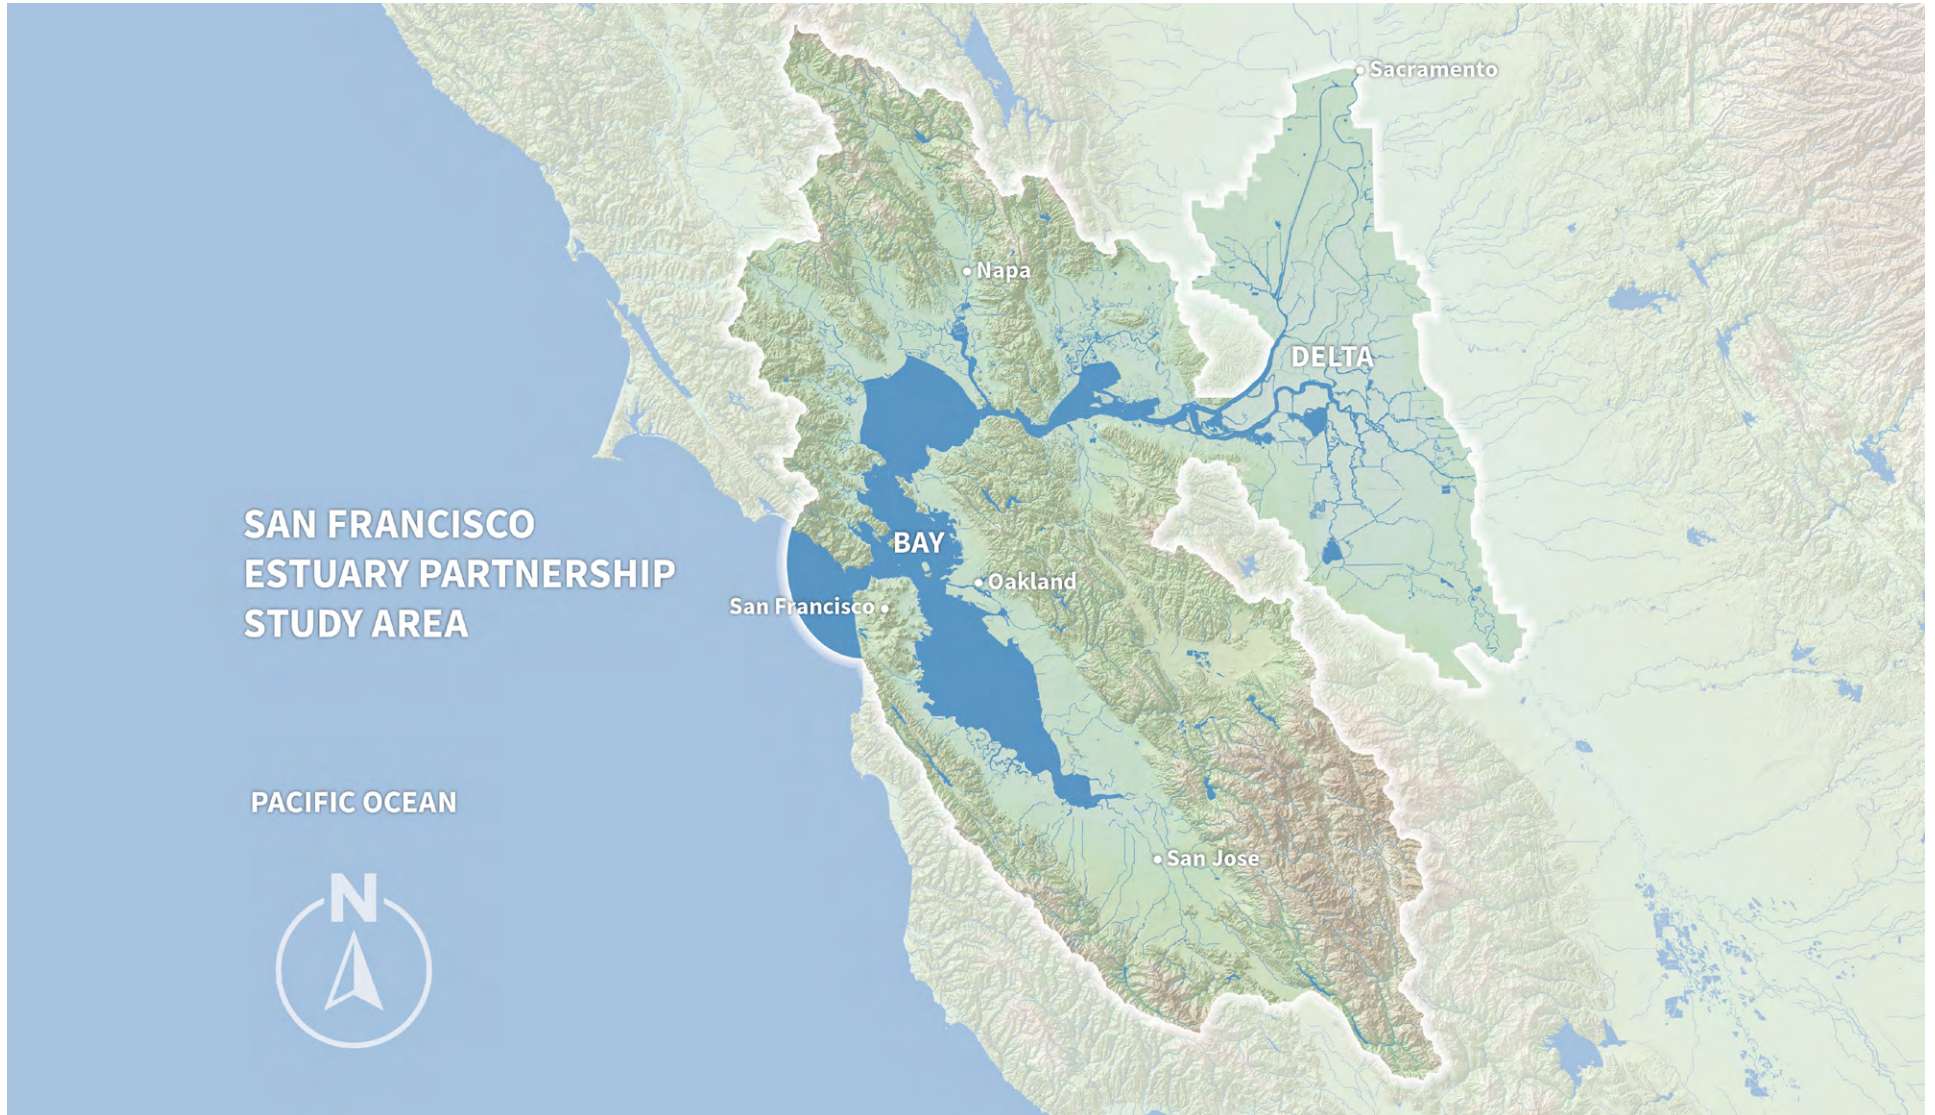 Sacramento
Napa
DELTA
SAN FRANCISCO
ESTUARY PARTNERSHIP
STUDY AREA
BAY
Oakland
San Francisco
PACIFIC OCEAN
San Jose
N